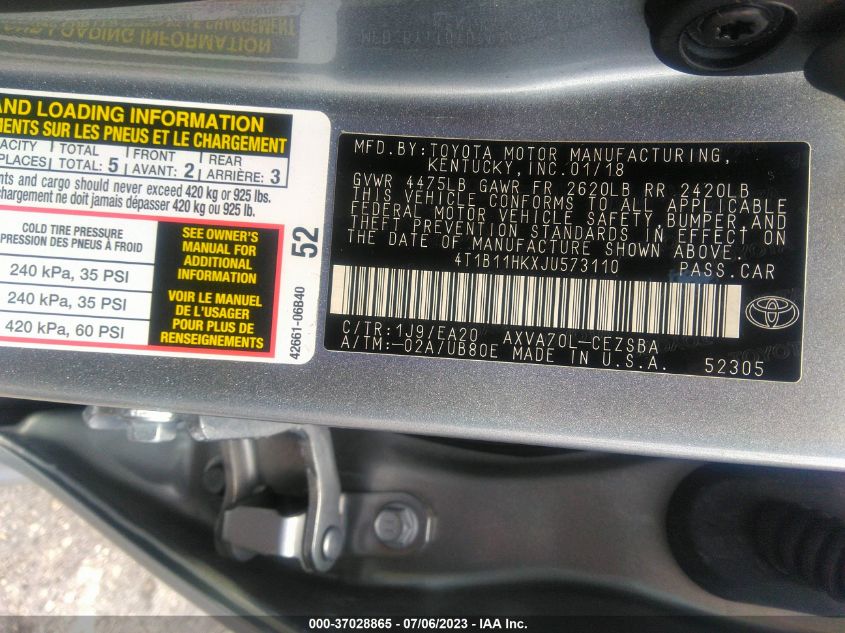 AND LOADING INFORMATION
MENTS SUR LES PNEUS ET LE CHARGEMENT
ACITY TOTAL FRONT REAR
PLACES TOTAL: 5 AVANT: 2 ARRIÈRE: 3
nts and cargo should never exceed 420 kg or 925 lbs.
chargement ne doit jamais dépasser 420 kg ou 925 lb.
COLD TIRE PRESSURE
PRESSION DES PNEUS À FROID
240 kPa, 35 PSI
240 kPa, 35 PSI
420 kPa, 60 PSI
SEE OWNER'S
MANUAL FOR
ADDITIONAL
INFORMATION
VOIR LE MANUEL
DE L'USAGER
POUR PLUS DE
RENSEIGNEMENTS
52
42661-06B40
MFD.BY:TOYOTA MOTOR MANUFACTURING,
KENTUCKY, INC.01/18
GVWR 4475LB GAWR FR 2620LB RR 2420LB
THIS VEHICLE CONFORMS TO ALL APPLICABLE
FEDERAL MOTOR VEHICLE SAFETY, BUMPER AND
THEFT PREVENTION STANDARDS IN EFFECT ON
THE DATE OF MANUFACTURE SHOWN ABOVE.
4T1B11HKXJU573110 PASS.CAR
C/TR:1J9/EA20 AXVA70L-CEZSBA
A/TM:-02A/UB80E MADE IN U.S.A. 52305
TOYOTA
000-37028865 - 07/06/2023 - IAA Inc.